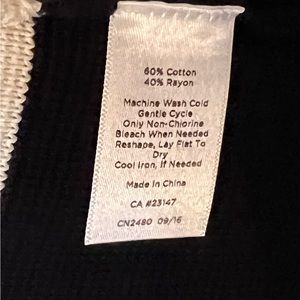 60% Cotton
40% Rayon
Machine Wash Cold
Gentle Cycle
Only Non-Chlorine
Bleach When Needed
Reshape, Lay Flat To
Dry
Cool Iron, If Needed
Made in China
CA #23147
CN2480 09/16